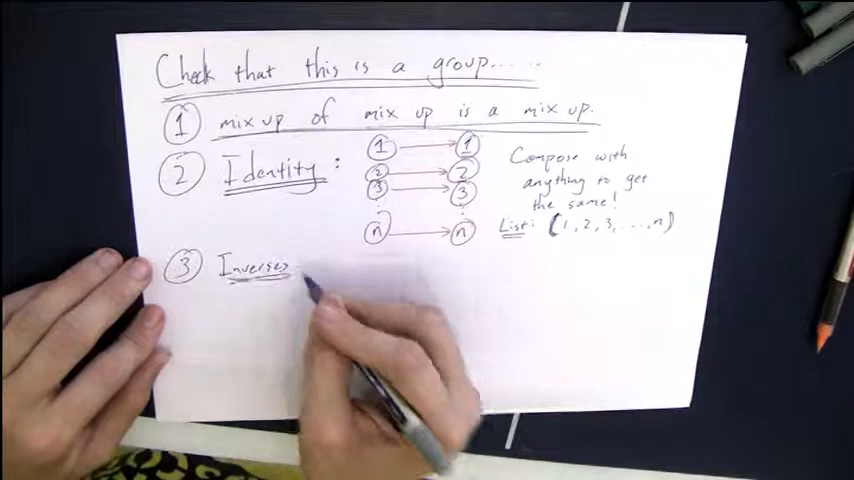 Check that this is a group......
① mix up of mix up is a mix up.
② Identity :
1 → 1
2 → 2
3 → 3
⋮ ⋮
n → n
Compose with
anything to get
the same!
List: (1, 2, 3, ...., n)
③ Inverses